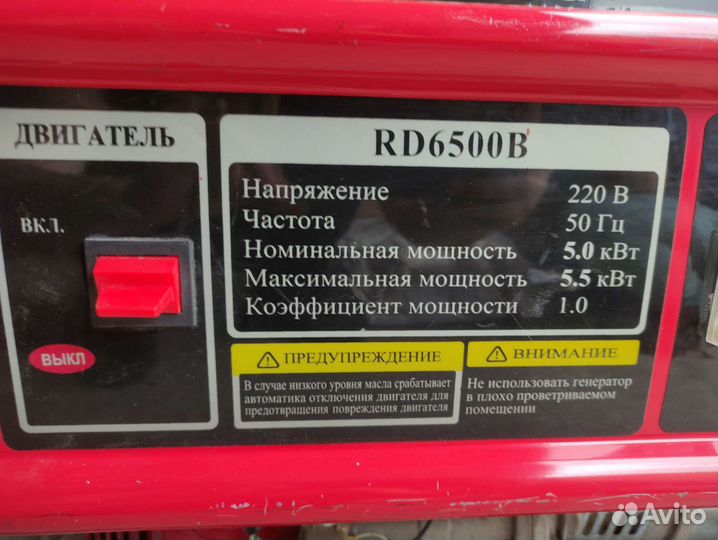 ДВИГАТЕЛЬ
ВКЛ.
ВЫКЛ
RD6500B
Напряжение 220 В
Частота 50 Гц
Номинальная мощность 5.0 кВт
Максимальная мощность 5.5 кВт
Коэффициент мощности 1.0
ПРЕДУПРЕЖДЕНИЕ
В случае низкого уровня масла срабатывает
автоматика отключения двигателя для
предотвращения повреждения двигателя
ВНИМАНИЕ
Не использовать генератор
в плохо проветриваемом
помещении
Avito